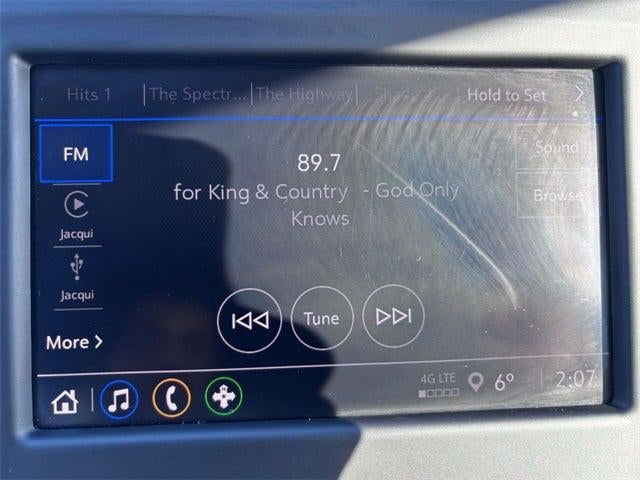 Hits 1 The Spectr... The Highway Hold to Set
FM
89.7
Sound
for King & Country - God Only
Knows
Browse
Jacqui
Jacqui
Tune
More
4G LTE 6° 2:07